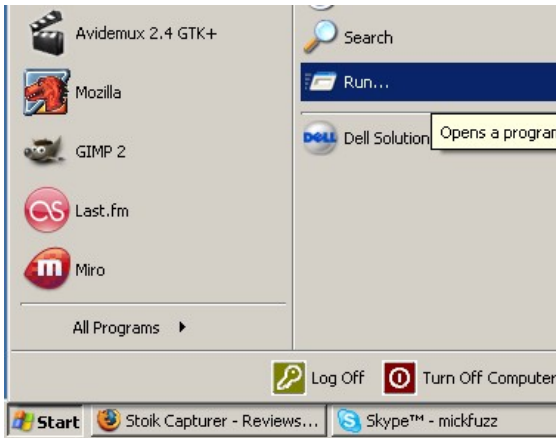 Avidemux 2.4 GTK+
Mozilla
GIMP 2
Last.fm
Miro
All Programs
Search
Run...
DELL Dell Solution
Opens a program
Log Off Turn Off Computer
Start Stoik Capturer - Reviews... Skype™ - mickfuzz